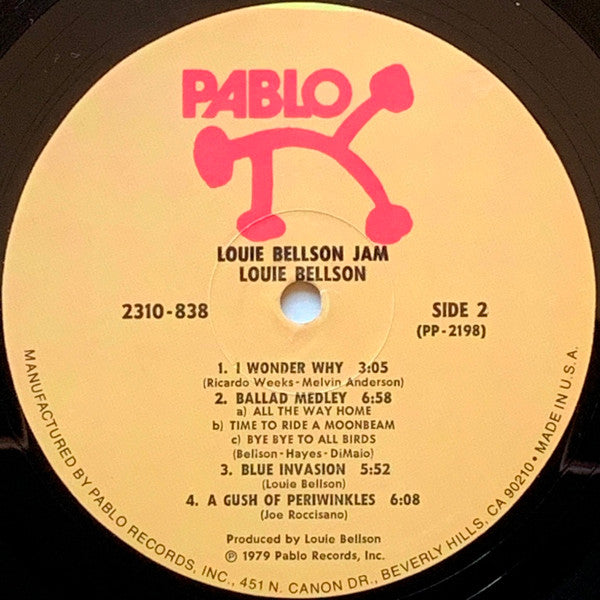 PABLO
LOUIE BELLSON JAM
LOUIE BELLSON
2310-838
SIDE 2
(PP-2198)
1. I WONDER WHY 3:05
(Ricardo Weeks-Melvin Anderson)
2. BALLAD MEDLEY 6:58
a) ALL THE WAY HOME
b) TIME TO RIDE A MOONBEAM
c) BYE BYE TO ALL BIRDS
(Bellson-Hayes-DiMaio)
3. BLUE INVASION 5:52
(Louie Bellson)
4. A GUSH OF PERIWINKLES 6:08
(Joe Roccisano)
Produced by Louie Bellson
℗ 1979 Pablo Records, Inc.
MANUFACTURED BY PABLO RECORDS, INC., 451 N. CANON DR., BEVERLY HILLS, CA 90210 • MADE IN U.S.A.